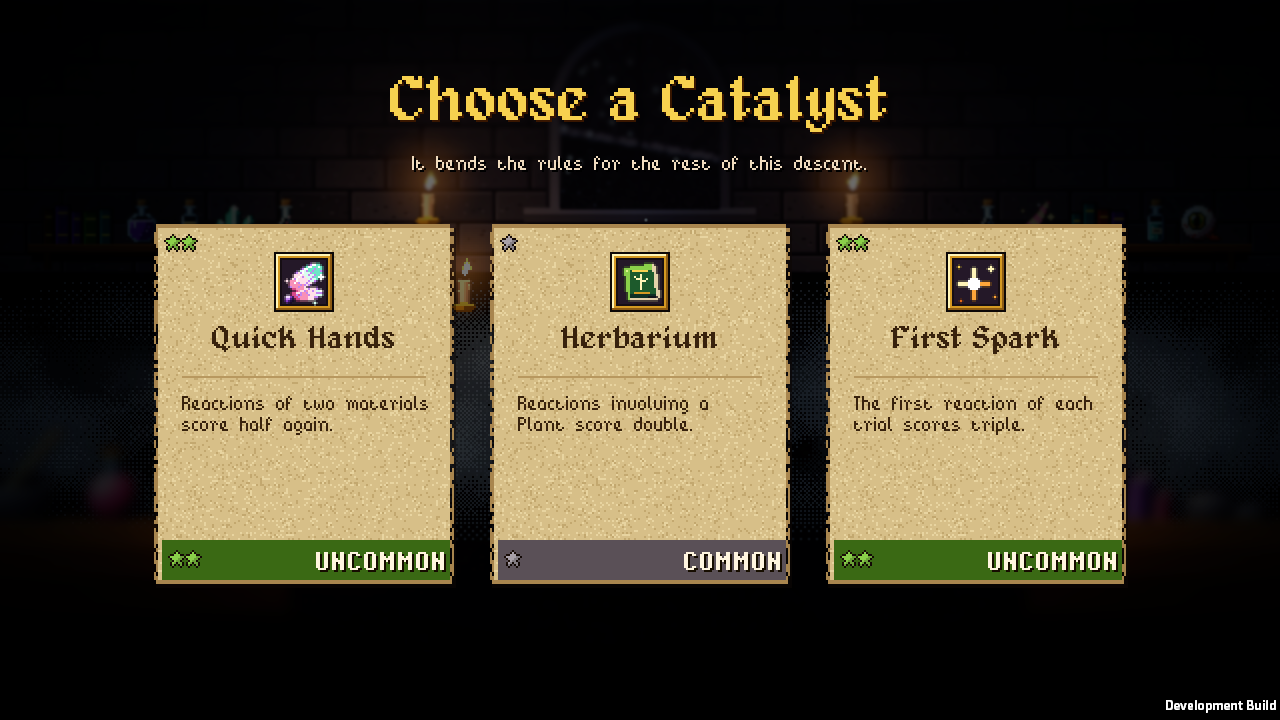 Choose a Catalyst
It bends the rules for the rest of this descent.
Quick Hands
Reactions of two materials
score half again.
UNCOMMON
Herbarium
Reactions involving a
Plant score double.
COMMON
First Spark
The first reaction of each
trial scores triple.
UNCOMMON
Development Build